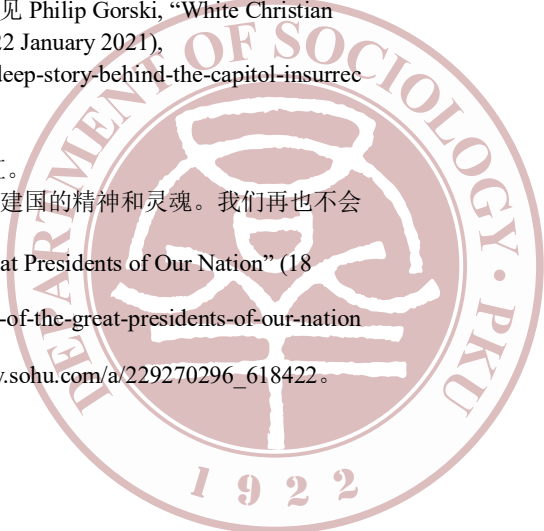 见 Philip Gorski, “White Christian
22 January 2021),
deep-story-behind-the-capitol-insurrec
。
建国的精神和灵魂。我们再也不会
at Presidents of Our Nation” (18
-of-the-great-presidents-of-our-nation
.sohu.com/a/229270296_618422。
DEPARTMENT OF SOCIOLOGY · PKU
1922